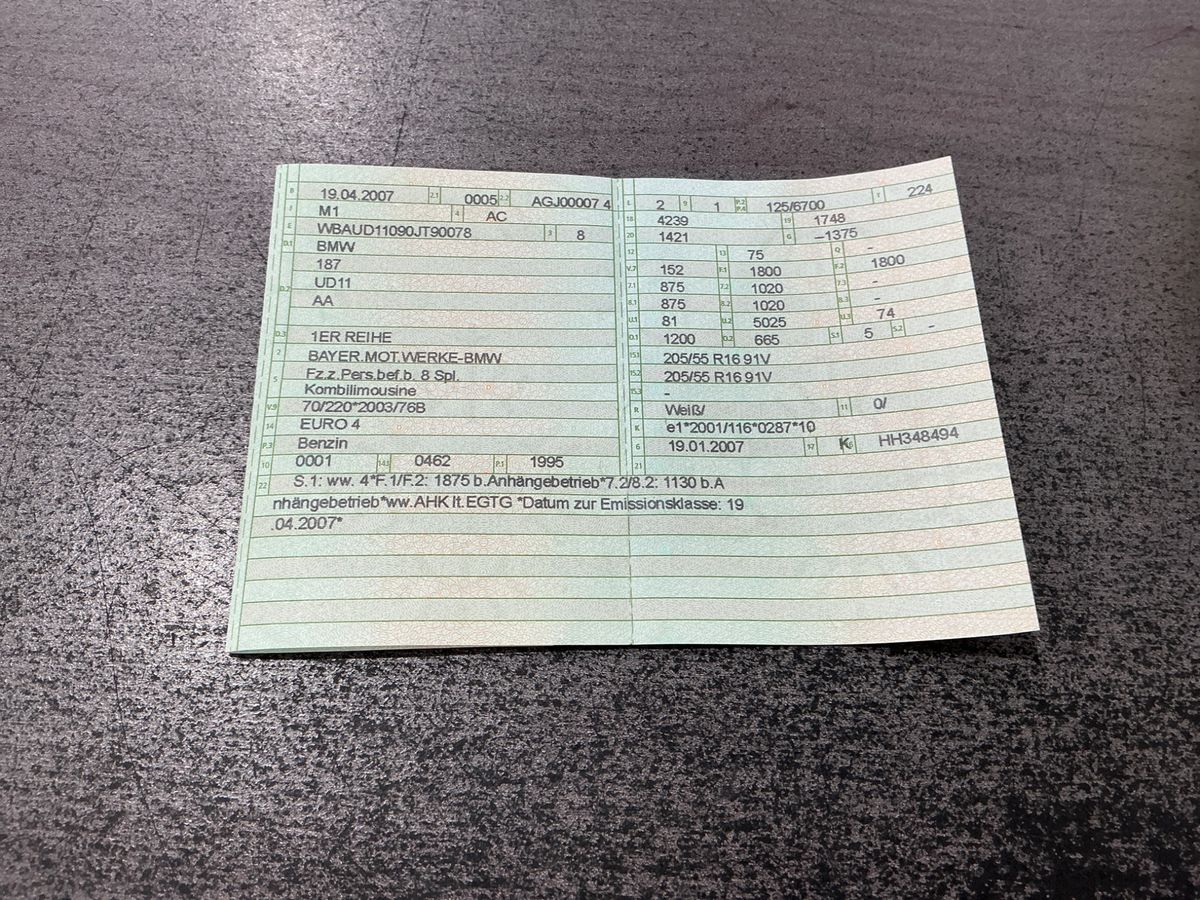 B 19.04.2007 2.1 0005 2.2 AGJ00007 4
J M1 4 AC
E WBAUD11090JT90078 3 8
D.1 BMW
187
D.2 UD11
AA
D.3 1ER REIHE
2 BAYER.MOT.WERKE-BMW
5 Fz.z.Pers.bef.b. 8 Spl.
Kombilimousine
V.9 70/220*2003/76B
14 EURO 4
P.3 Benzin
10 0001 14.1 0462 P.1 1995
L 2 9 1 P.2 P.4 125/6700 T 224
18 4239 19 1748
20 1421 G –1375
12 13 75 Q -
V.7 152 F.1 1800 F.2 1800
7.1 875 7.2 1020 7.3 -
8.1 875 8.2 1020 8.3 -
U.1 81 U.2 5025 U.3 74
O.1 1200 O.2 665 S.1 5 S.2 -
15.1 205/55 R16 91V
15.2 205/55 R16 91V
15.3 -
R Weiß/ 11 0/
K e1*2001/116*0287*10
6 19.01.2007 17 K 16 HH348494
21
22 S.1: ww. 4*F.1/F.2: 1875 b.Anhängebetrieb*7.2/8.2: 1130 b.A
nhängebetrieb*ww.AHK lt.EGTG *Datum zur Emissionsklasse: 19
.04.2007*